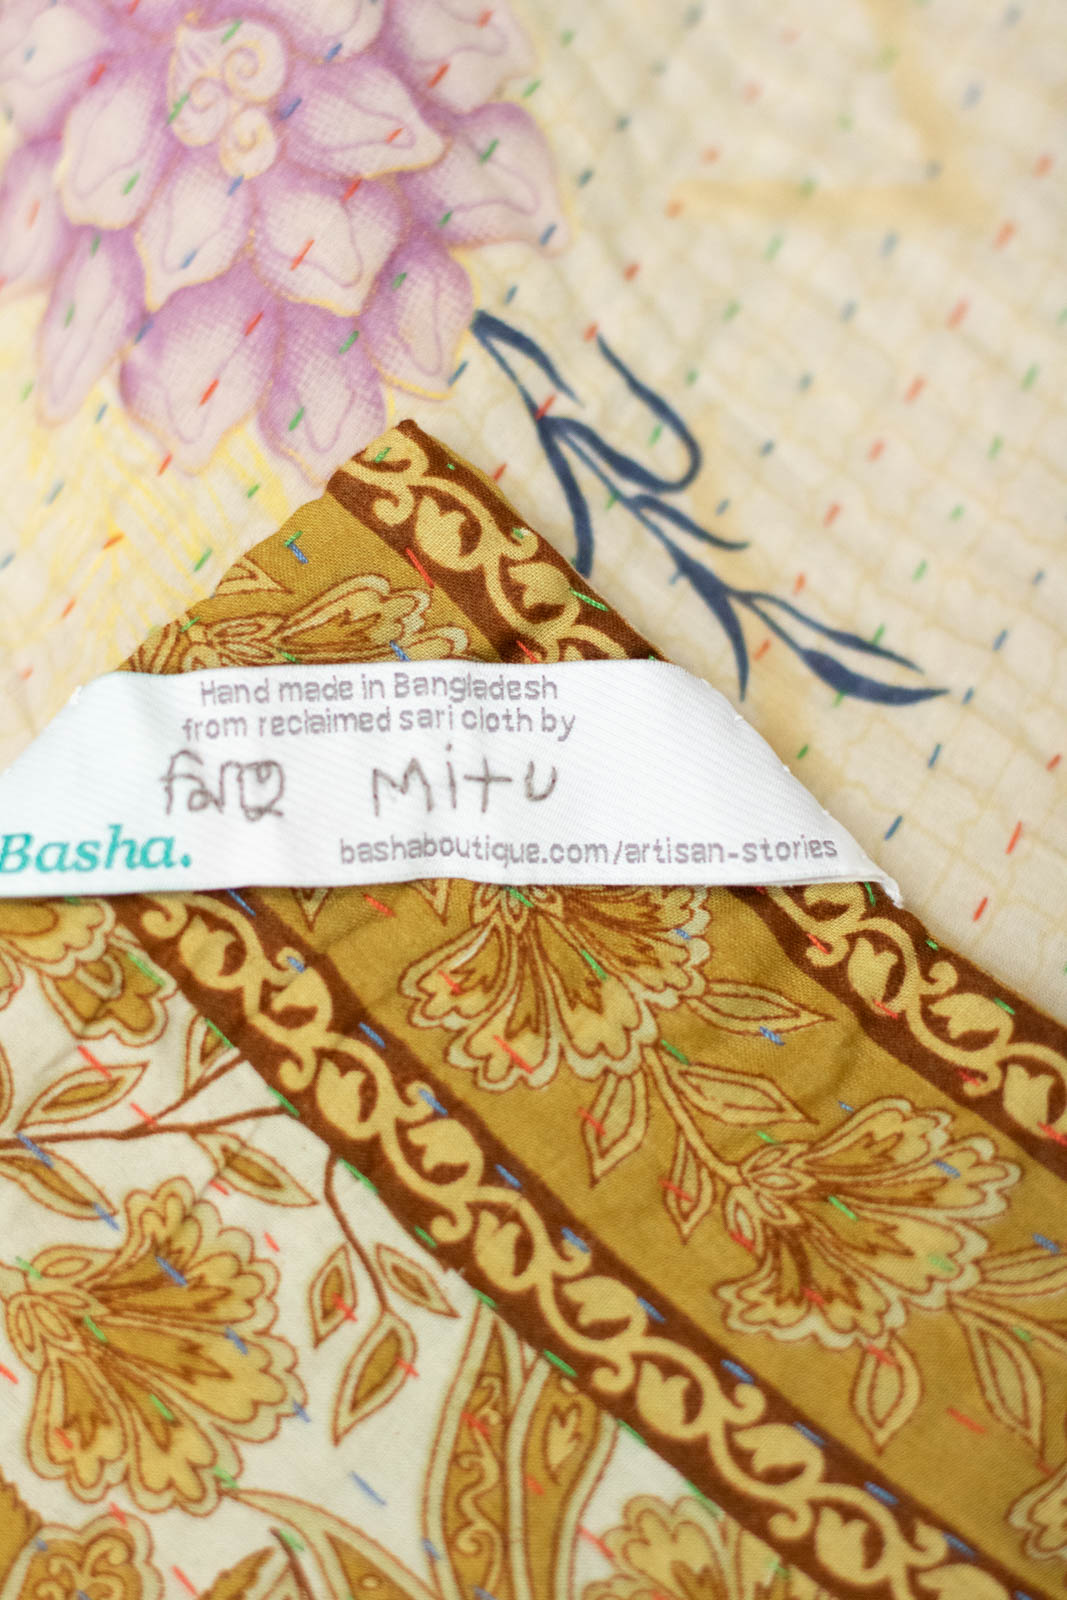 Hand made in Bangladesh
from reclaimed sari cloth by
মিতু Mitu
Basha.
bashaboutique.com/artisan-stories